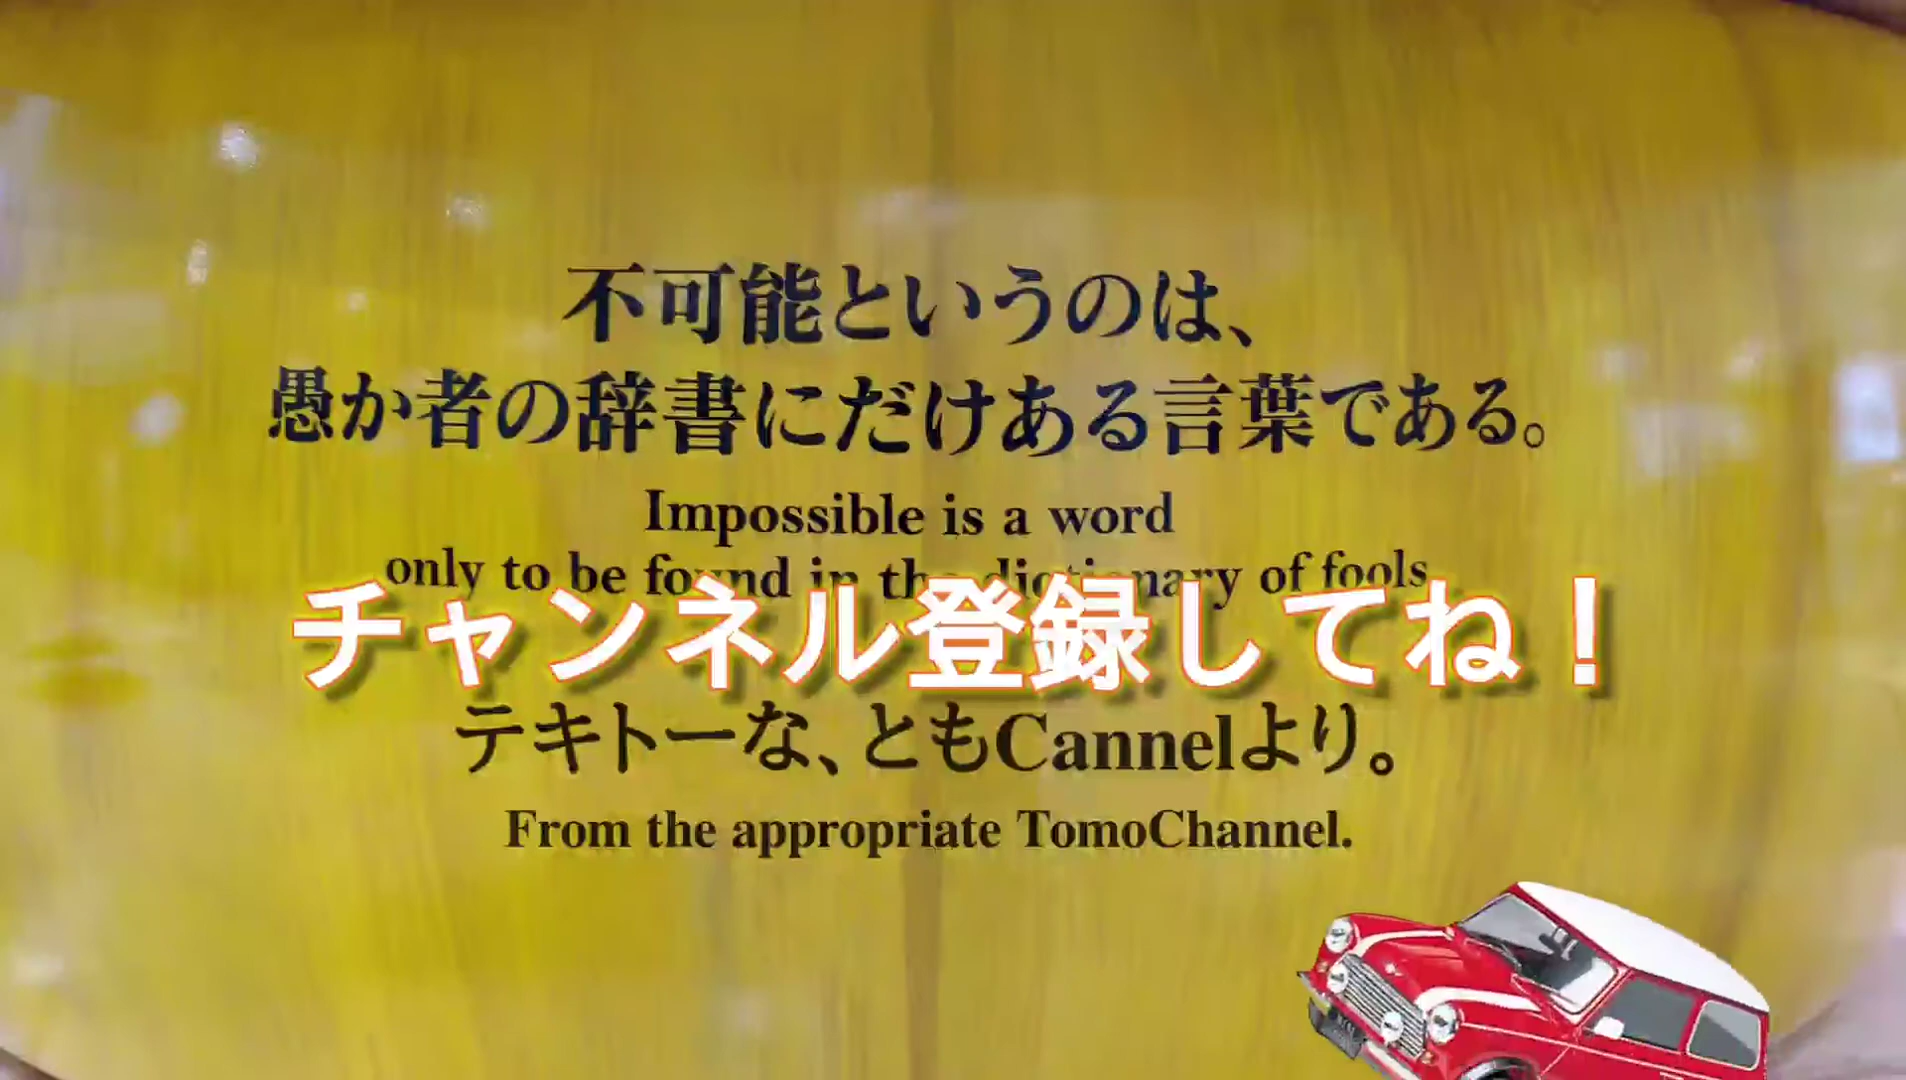 不可能というのは、
愚か者の辞書にだけある言葉である。
Impossible is a word
only to be found in the dictionary of fools
チャンネル登録してね！
テキトーな、ともCannelより。
From the appropriate TomoChannel.